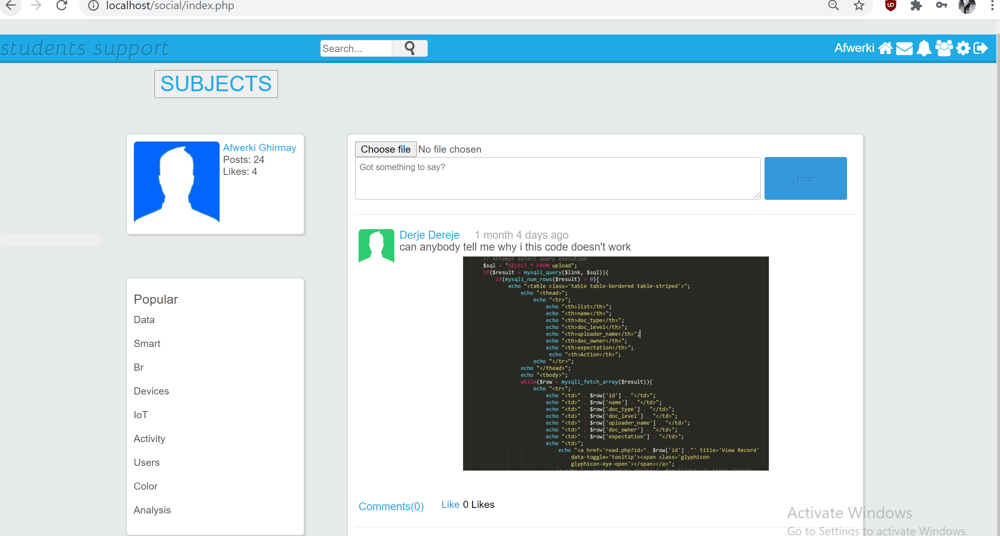 localhost/social/index.php
students support
Search...
Afwerki
SUBJECTS
Afwerki Ghirmay
Posts: 24
Likes: 4
Popular
Data
Smart
Br
Devices
IoT
Activity
Users
Color
Analysis
Choose file No file chosen
Got something to say?
Post
Derje Dereje 1 month 4 days ago
can anybody tell me why i this code doesn't work
// Attempt select query execution
$sql = "SELECT * FROM upload";
if($result = mysqli_query($link, $sql)){
if(mysqli_num_rows($result) > 0){
echo "<table class='table table-bordered table-striped'>";
echo "<thead>";
echo "<tr>";
echo "<th>list</th>";
echo "<th>name</th>";
echo "<th>doc_type</th>";
echo "<th>doc_level</th>";
echo "<th>uploader_name</th>";
echo "<th>doc_owner</th>";
echo "<th>expectation</th>";
echo "<th>Action</th>";
echo "</tr>";
echo "</thead>";
echo "<tbody>";
while($row = mysqli_fetch_array($result)){
echo "<tr>";
echo "<td>" . $row['id'] . "</td>";
echo "<td>" . $row['name'] . "</td>";
echo "<td>" . $row['doc_type'] . "</td>";
echo "<td>" . $row['doc_level'] . "</td>";
echo "<td>" . $row['uploader_name'] . "</td>";
echo "<td>" . $row['doc_owner'] . "</td>";
echo "<td>" . $row['expectation'] . "</td>";
echo "<td>";
echo "<a href='read.php?id=". $row['id'] ."' title='View Record'
data-toggle='tooltip'><span class='glyphicon
glyphicon-eye-open'></span></a>";
// echo "<a href='update.php?id=". $row['id'] ."' title='Update
Comments(0) Like 0 Likes
Activate Windows
Go to Settings to activate Windows.